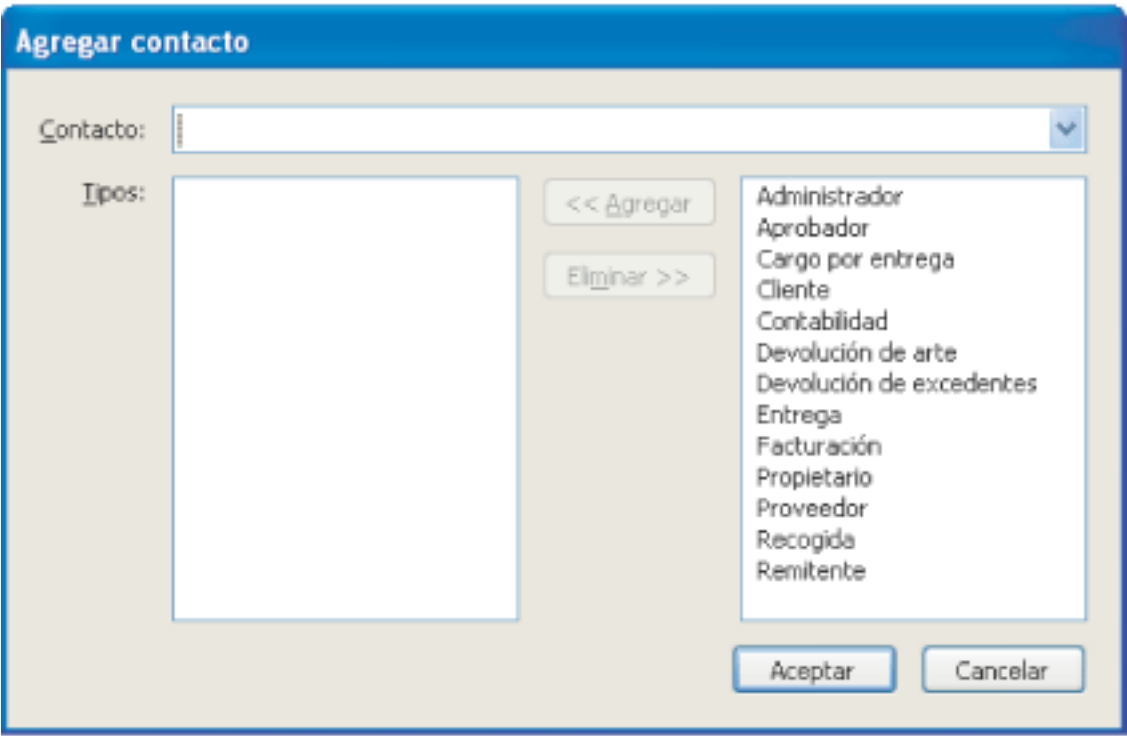 Agregar contacto
Contacto:
Tipos:
<< Agregar
Eliminar >>
Administrador
Aprobador
Cargo por entrega
Cliente
Contabilidad
Devolución de arte
Devolución de excedentes
Entrega
Facturación
Propietario
Proveedor
Recogida
Remitente
Aceptar
Cancelar